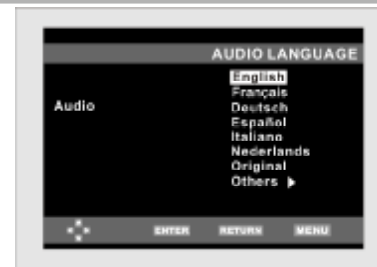 AUDIO LANGUAGE
Audio
English
Français
Deutsch
Español
Italiano
Nederlands
Original
Others
ENTER RETURN MENU